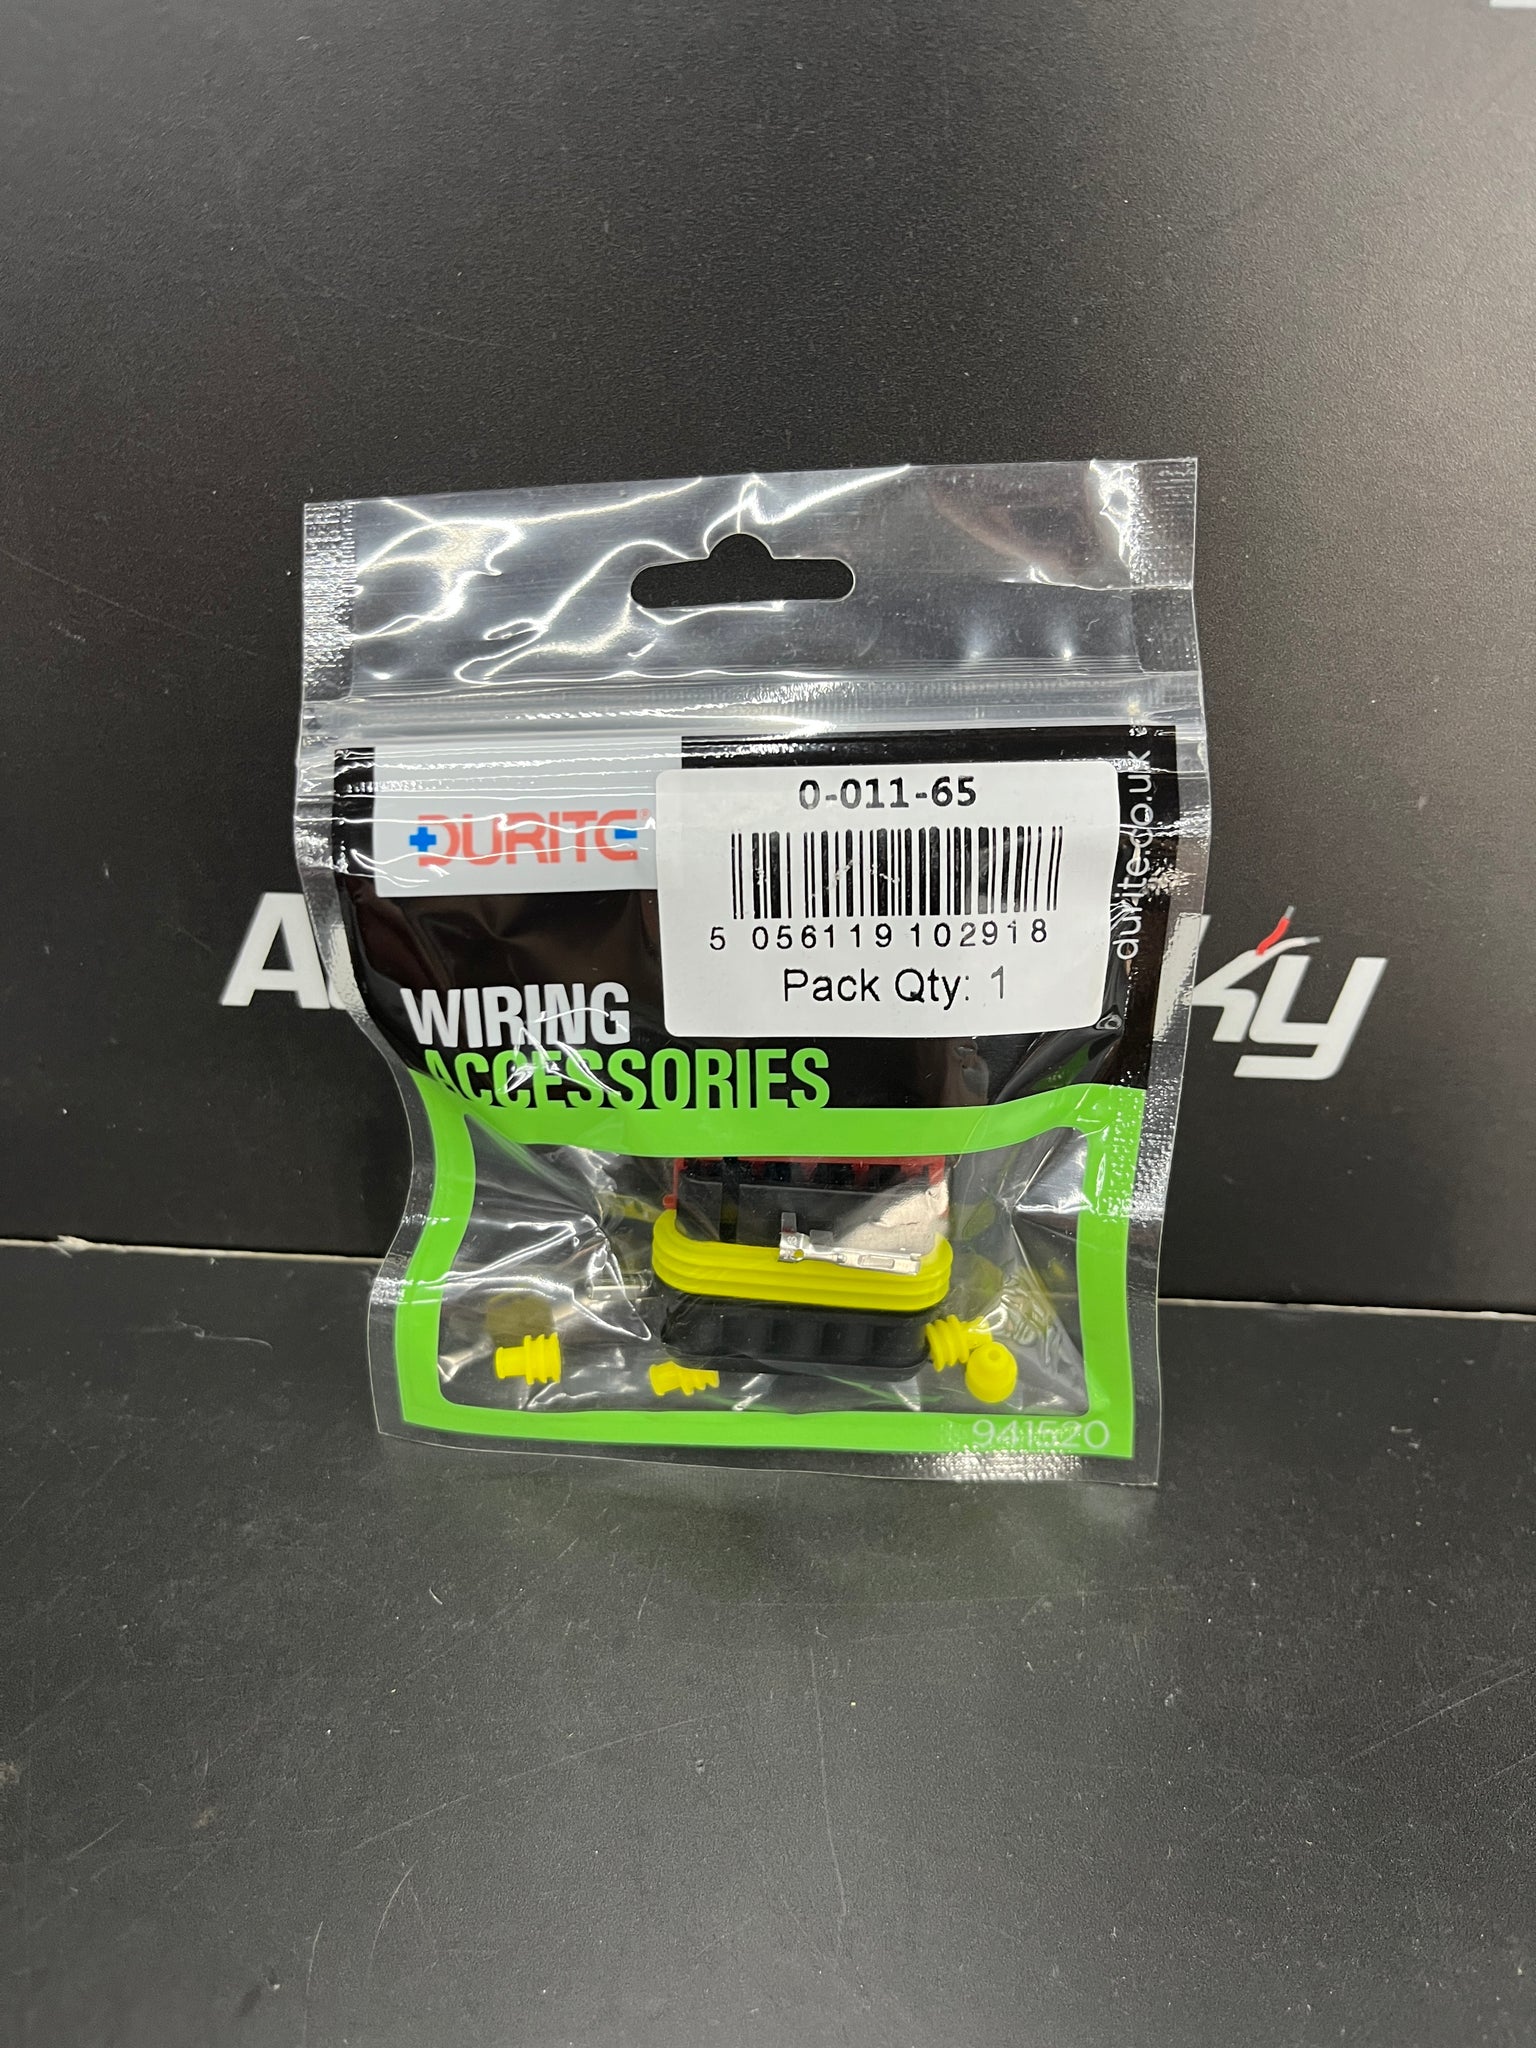 0-011-65
DURITE®
5 056119 102918
Pack Qty: 1
durite.co.uk
WIRING
ACCESSORIES
941520